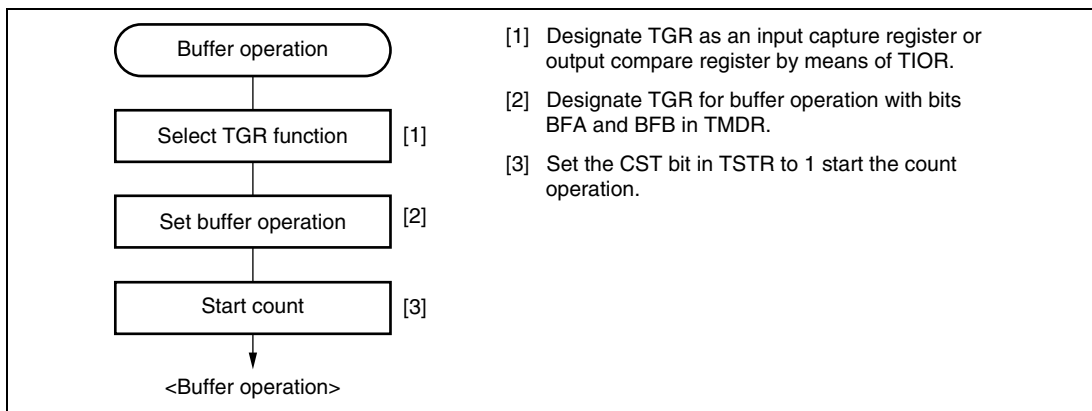 Buffer operation
Select TGR function
[1]
Set buffer operation
[2]
Start count
[3]
<Buffer operation>
[1] Designate TGR as an input capture register or
output compare register by means of TIOR.
[2] Designate TGR for buffer operation with bits
BFA and BFB in TMDR.
[3] Set the CST bit in TSTR to 1 start the count
operation.